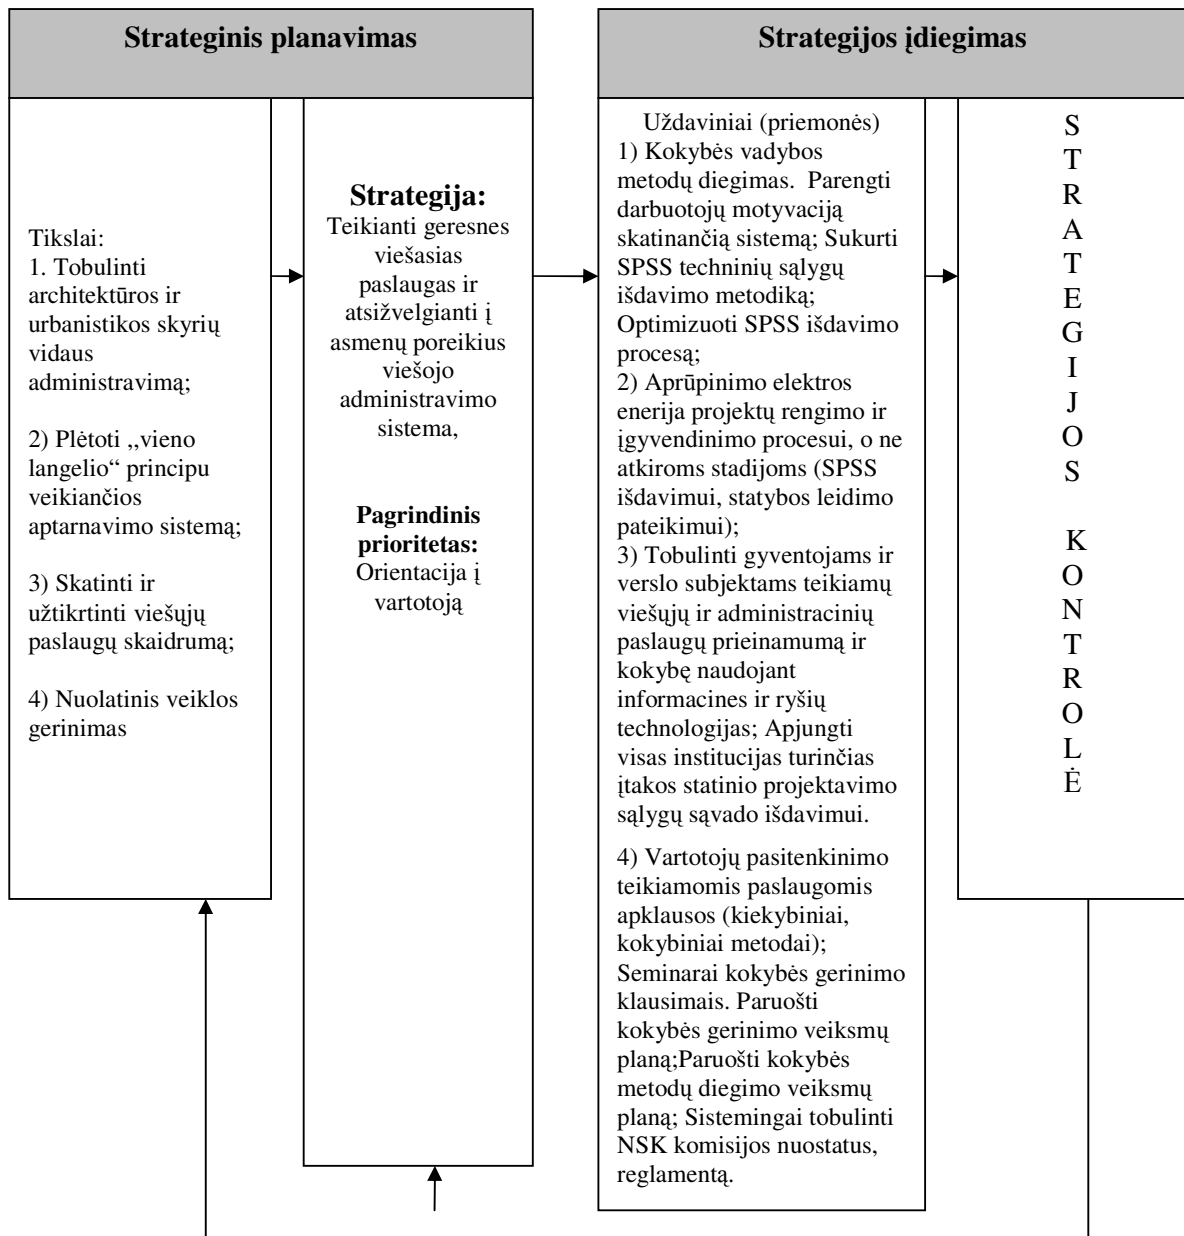 Strateginis planavimas
Strategijos įdiegimas
Tikslai:
1. Tobulinti
architektūros ir
urbanistikos skyrių
vidaus
administravimą;
2) Plėtoti ,,vieno
langelio“ principu
veikiančios
aptarnavimo sistemą;
3) Skatinti ir
užtikrtinti viešųjų
paslaugų skaidrumą;
4) Nuolatinis veiklos
gerinimas
Strategija:
Teikianti geresnes
viešasias
paslaugas ir
atsižvelgianti į
asmenų poreikius
viešojo
administravimo
sistema,
Pagrindinis
prioritetas:
Orientacija į
vartotoją
Uždaviniai (priemonės)
1) Kokybės vadybos
metodų diegimas.  Parengti
darbuotojų motyvaciją
skatinančią sistemą; Sukurti
SPSS techninių sąlygų
išdavimo metodiką;
Optimizuoti SPSS išdavimo
procesą;
2) Aprūpinimo elektros
enerija projektų rengimo ir
įgyvendinimo procesui, o ne
atkiroms stadijoms (SPSS
išdavimui, statybos leidimo
pateikimui);
3) Tobulinti gyventojams ir
verslo subjektams teikiamų
viešųjų ir administracinių
paslaugų prieinamumą ir
kokybę naudojant
informacines ir ryšių
technologijas; Apjungti
visas institucijas turinčias
įtakos statinio projektavimo
sąlygų sąvado išdavimui.
4) Vartotojų pasitenkinimo
teikiamomis paslaugomis
apklausos (kiekybiniai,
kokybiniai metodai);
Seminarai kokybės gerinimo
klausimais. Paruošti
kokybės gerinimo veiksmų
planą;Paruošti kokybės
metodų diegimo veiksmų
planą; Sistemingai tobulinti
NSK komisijos nuostatus,
reglamentą.
S
T
R
A
T
E
G
I
J
O
S
K
O
N
T
R
O
L
Ė